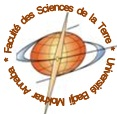 * Faculté des Sciences de la Terre * Université Badji Mokhtar Annaba